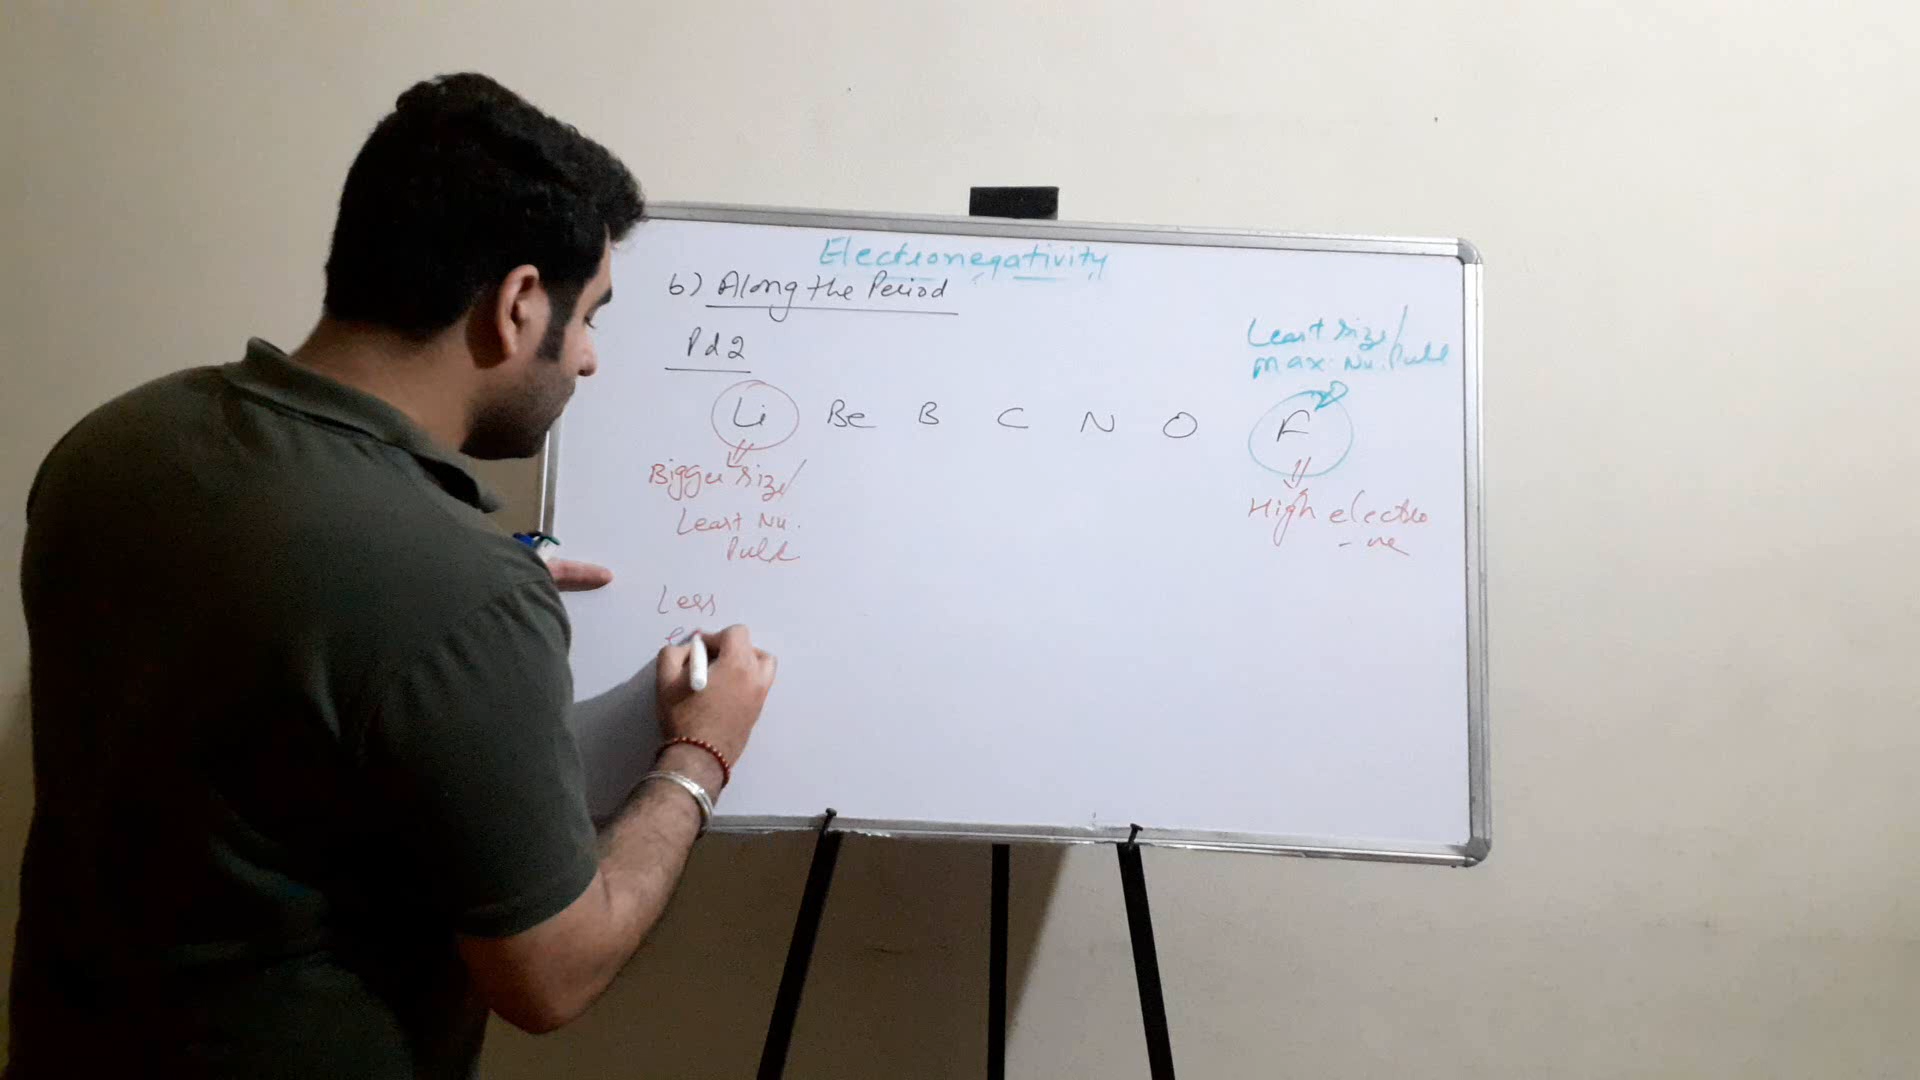 Electronegativity
b) Along the Period
Pd 2
Li Be B C N O F
Least size/
max. Nu. Pull
Bigger size/
Least Nu.
Pull
High electro
-ve
Less